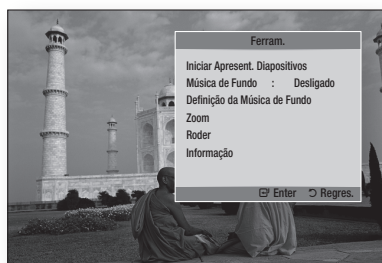 Ferram.
Iniciar Apresent. Diapositivos
Música de Fundo : Desligado
Definição da Música de Fundo
Zoom
Roder
Informação
Enter Regres.